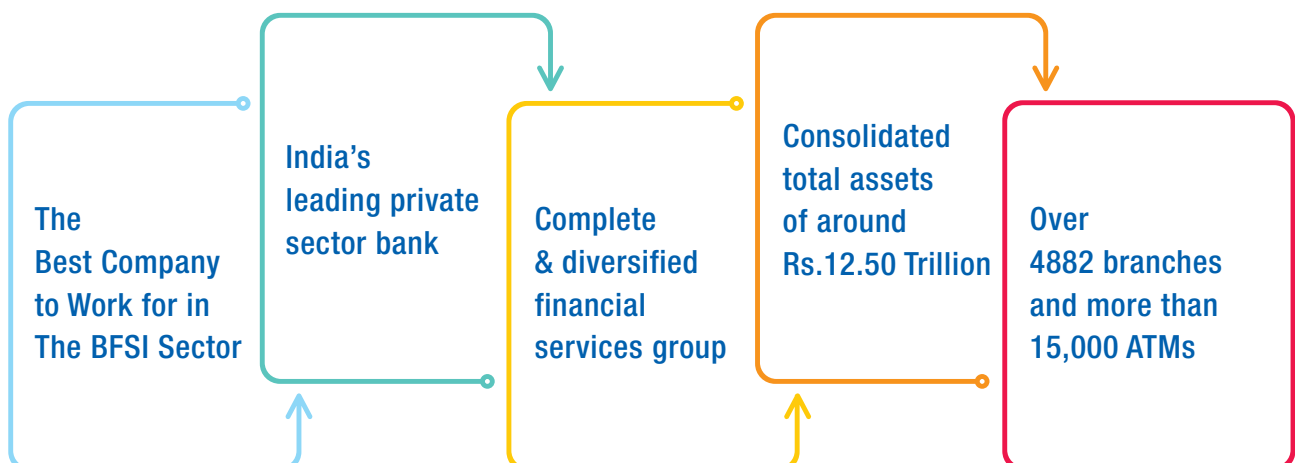 The
Best Company
to Work for in
The BFSI Sector
India’s
leading private
sector bank
Complete
& diversified
financial
services group
Consolidated
total assets
of around
Rs.12.50 Trillion
Over
4882 branches
and more than
15,000 ATMs